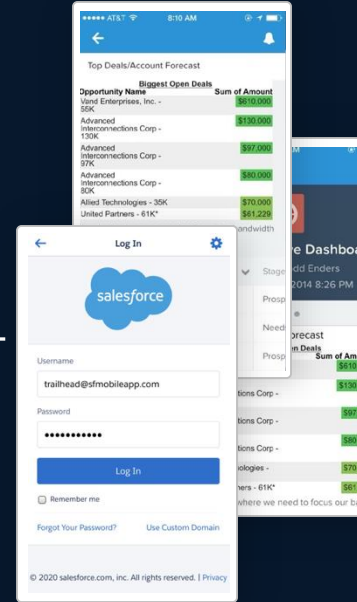 AT&T
8:10 AM
Top Deals/Account Forecast
Biggest Open Deals
Opportunity Name Sum of Amount
Vand Enterprises, Inc. -
55K
$610,000
Advanced
Interconnections Corp -
130K
$130,000
Advanced
Interconnections Corp -
97K
$97,000
Advanced
Interconnections Corp -
80K
$80,000
Allied Technologies - 35K $70,000
United Partners - 61K* $61,229
andwidth
Stage
Prosp
Need
Prosp
Log In
salesforce
Username
trailhead@sfmobileapp.com
Password
Log In
Remember me
Forgot Your Password? Use Custom Domain
© 2020 salesforce.com, inc. All rights reserved. | Privacy
M
e Dashboa
dd Enders
2014 8:26 PM
orecast
en Deals
Sum of Am
$610
$130
tions Corp -
$97
tions Corp -
$80
tions Corp -
ologies - $70
ners - 61K* $61
where we need to focus our ba